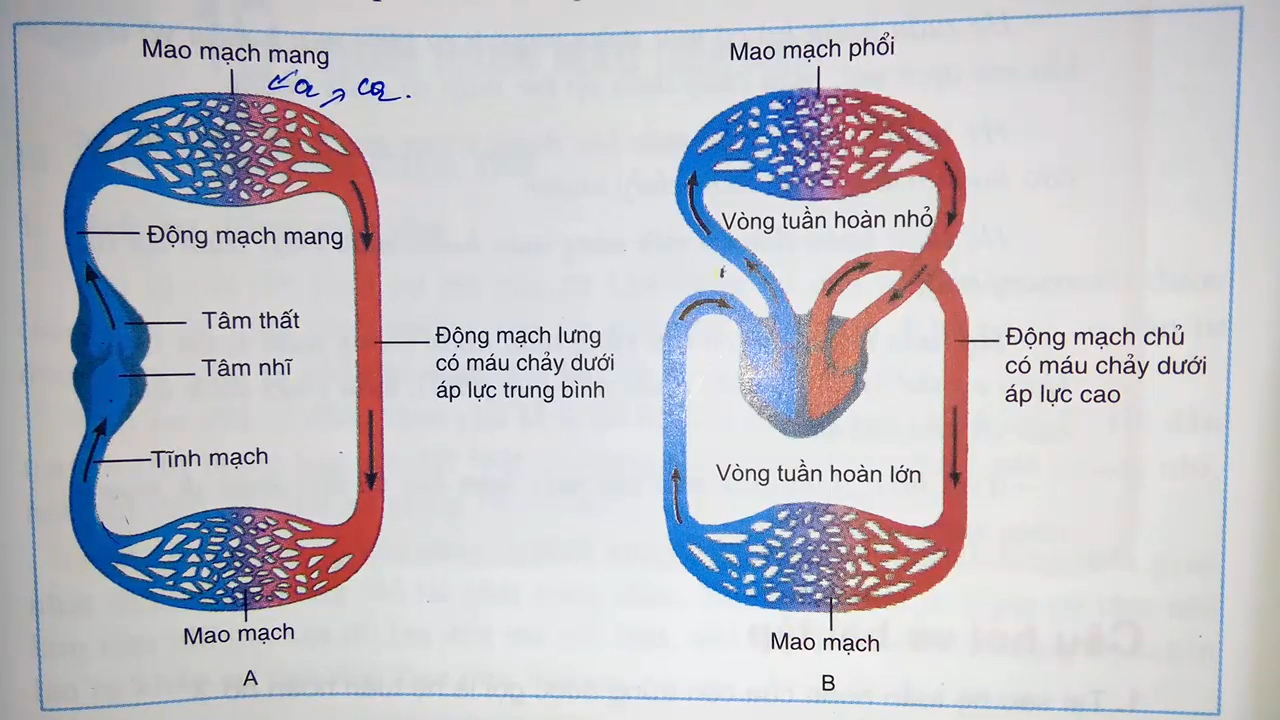 Mao mạch mang
Động mạch mang
Tâm thất
Tâm nhĩ
Tĩnh mạch
Động mạch lưng
có máu chảy dưới
áp lực trung bình
Mao mạch
A
Mao mạch phổi
Vòng tuần hoàn nhỏ
Động mạch chủ
có máu chảy dưới
áp lực cao
Vòng tuần hoàn lớn
Mao mạch
B